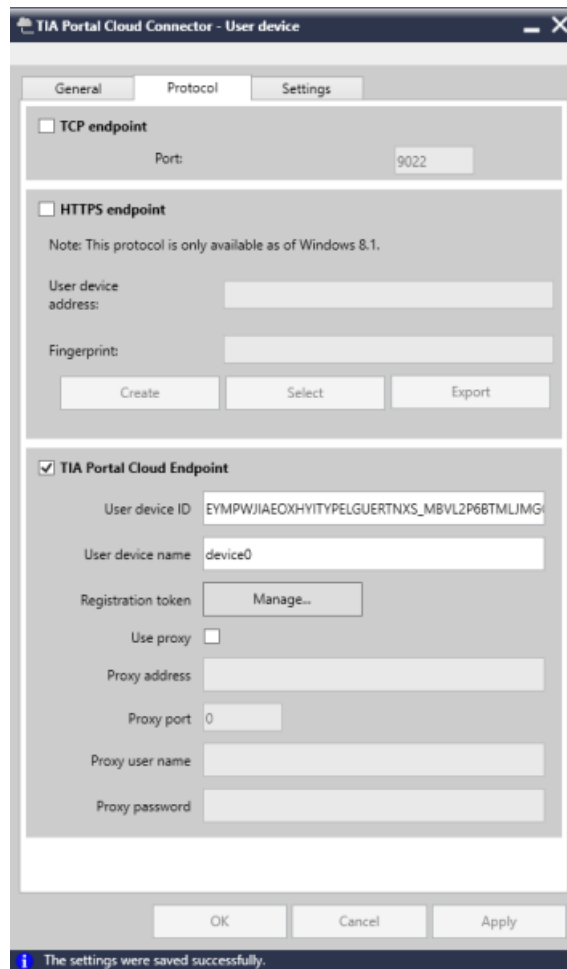 TIA Portal Cloud Connector - User device
General Protocol Settings
TCP endpoint
Port: 9022
HTTPS endpoint
Note: This protocol is only available as of Windows 8.1.
User device
address:
Fingerprint:
Create Select Export
TIA Portal Cloud Endpoint
User device ID EYMPWJIAEOXHYITYPELGUERTNXS_MBVL2P6BTMLJMG
User device name device0
Registration token Manage...
Use proxy
Proxy address
Proxy port 0
Proxy user name
Proxy password
OK Cancel Apply
The settings were saved successfully.